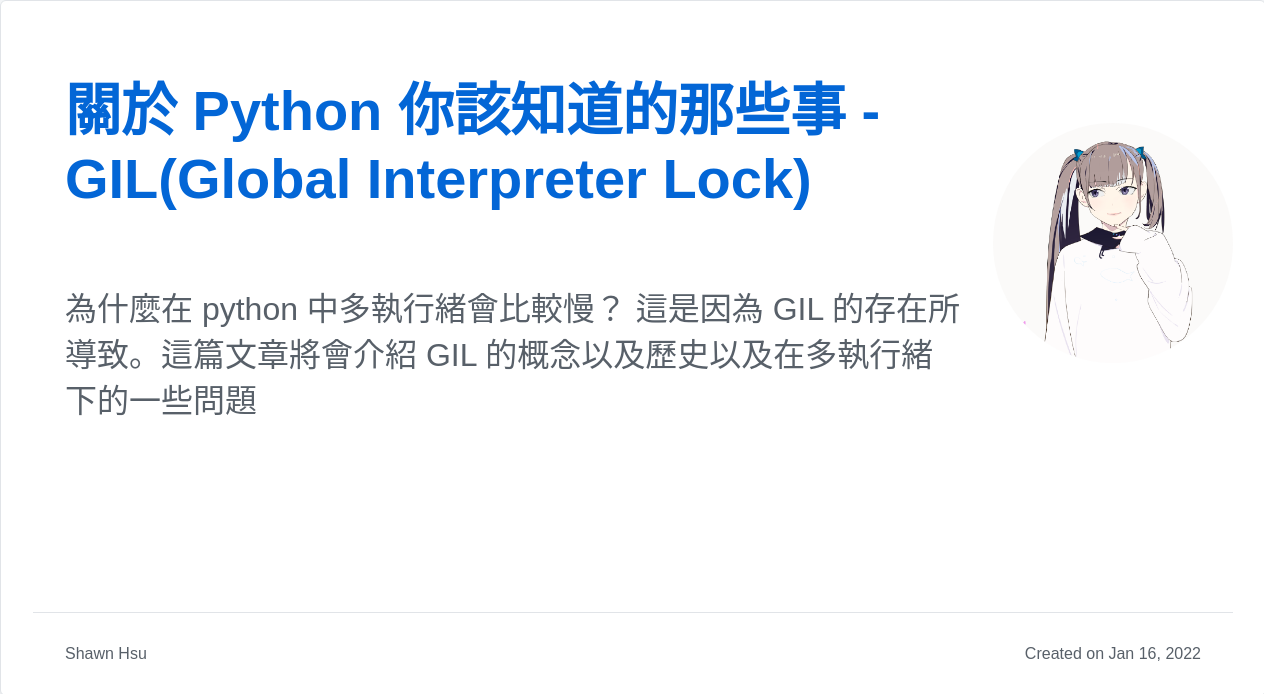 關於 Python 你該知道的那些事 -
GIL(Global Interpreter Lock)
為什麼在 python 中多執行緒會比較慢？ 這是因為 GIL 的存在所
導致。這篇文章將會介紹 GIL 的概念以及歷史以及在多執行緒
下的一些問題
Shawn Hsu
Created on Jan 16, 2022